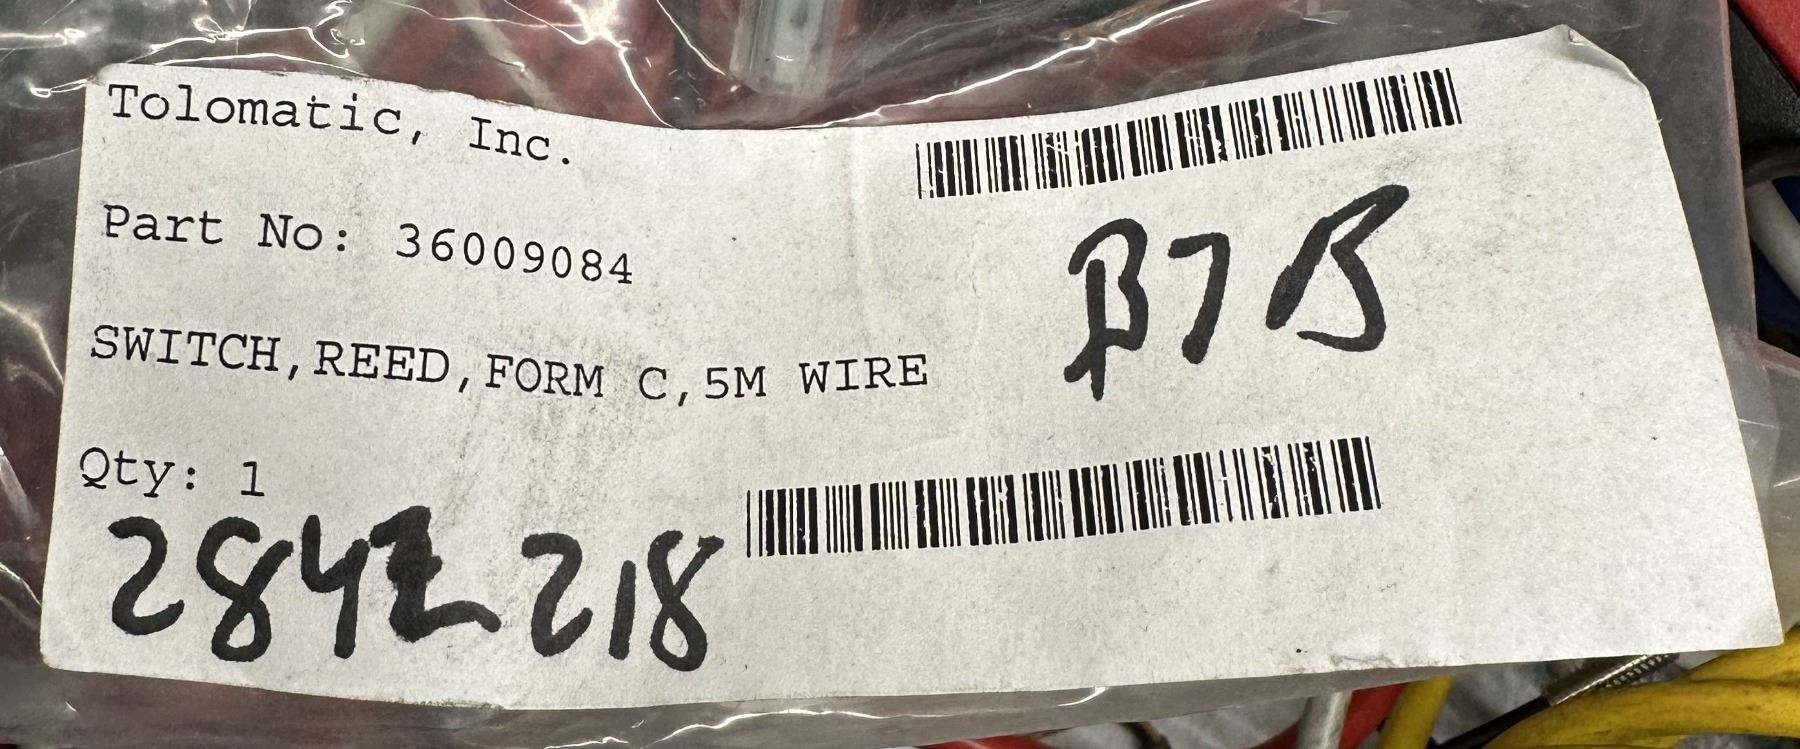 Tolomatic, Inc.
Part No: 36009084
B7B
SWITCH,REED,FORM C,5M WIRE
Qty: 1
2842218